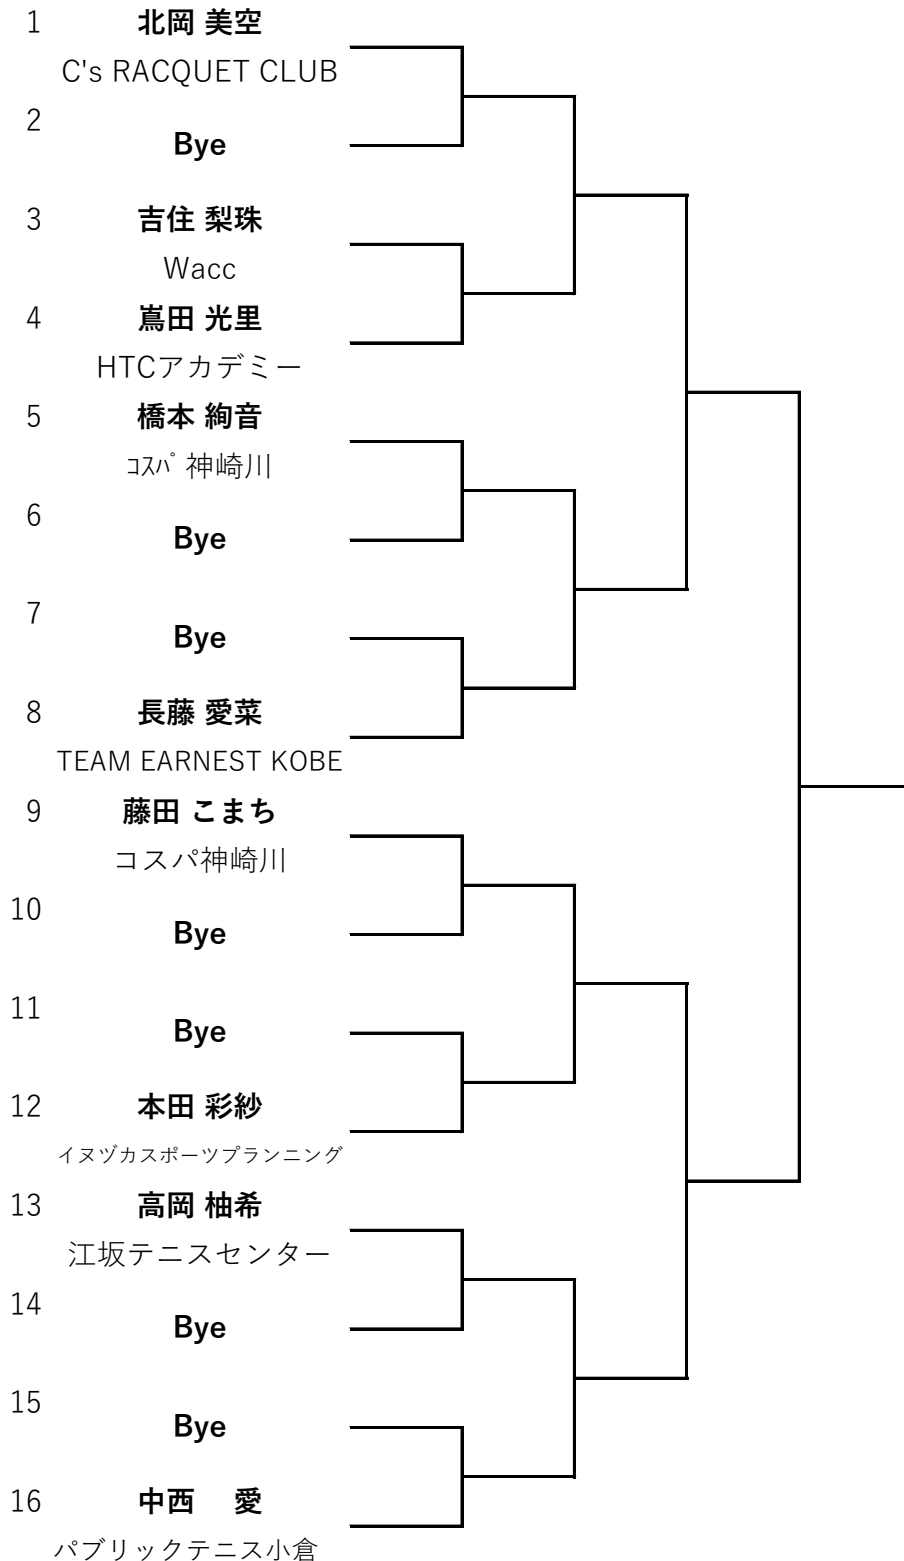 1 北岡 美空
C's RACQUET CLUB
2
Bye
3 吉住 梨珠
Wacc
4 嶌田 光里
HTCアカデミー
5 橋本 絢音
ｺｽﾊﾟ神崎川
6
Bye
7
Bye
8 長藤 愛菜
TEAM EARNEST KOBE
9 藤田 こまち
コスパ神崎川
10
Bye
11
Bye
12 本田 彩紗
イヌヅカスポーツプランニング
13 高岡 柚希
江坂テニスセンター
14
Bye
15
Bye
16 中西 愛
パブリックテニス小倉